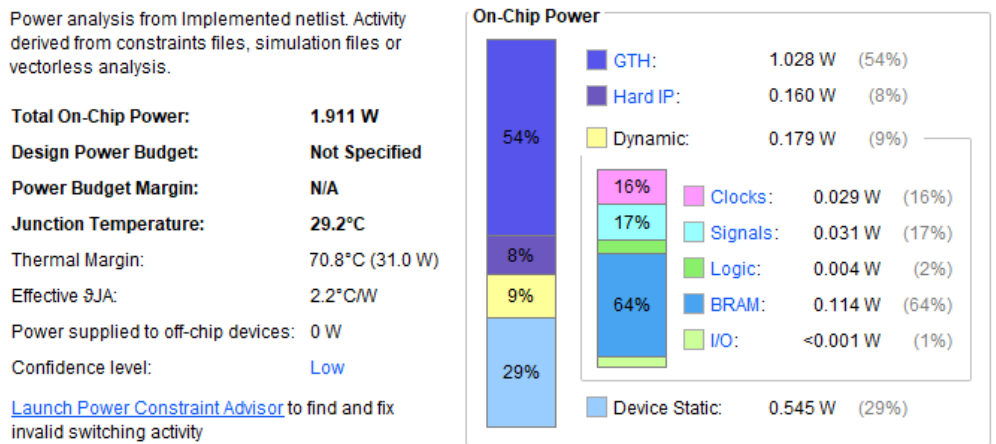 Power analysis from Implemented netlist. Activity
derived from constraints files, simulation files or
vectorless analysis.
Total On-Chip Power: 1.911 W
Design Power Budget: Not Specified
Power Budget Margin: N/A
Junction Temperature: 29.2°C
Thermal Margin: 70.8°C (31.0 W)
Effective ϑJA: 2.2°C/W
Power supplied to off-chip devices: 0 W
Confidence level: Low
Launch Power Constraint Advisor to find and fix
invalid switching activity
On-Chip Power
54%
8%
9%
29%
GTH: 1.028 W (54%)
Hard IP: 0.160 W (8%)
Dynamic: 0.179 W (9%)
16%
17%
64%
Clocks: 0.029 W (16%)
Signals: 0.031 W (17%)
Logic: 0.004 W (2%)
BRAM: 0.114 W (64%)
I/O: <0.001 W (1%)
Device Static: 0.545 W (29%)